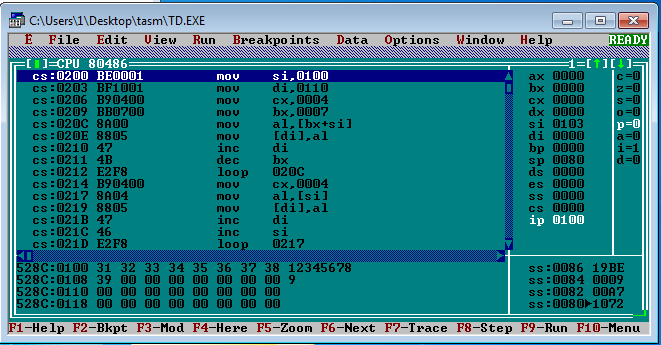 C:\Users\1\Desktop\tasm\TD.EXE
E File Edit View Run Breakpoints Data Options Window Help READY
[▮]=CPU 80486 1=[↑][↓]
cs:0200 BE0001 mov si,0100 ax 0000 c=0
cs:0203 BF1001 mov di,0110 bx 0000 z=0
cs:0206 B90400 mov cx,0004 cx 0000 s=0
cs:0209 BB0700 mov bx,0007 dx 0000 o=0
cs:020C 8A00 mov al,[bx+si] si 0103 p=0
cs:020E 8805 mov [di],al di 0000 a=0
cs:0210 47 inc di bp 0000 i=1
cs:0211 4B dec bx sp 0080 d=0
cs:0212 E2F8 loop 020C ds 0000
cs:0214 B90400 mov cx,0004 es 0000
cs:0217 8A04 mov al,[si] ss 0000
cs:0219 8805 mov [di],al cs 0000
cs:021B 47 inc di ip 0100
cs:021C 46 inc si
cs:021D E2F8 loop 0217
528C:0100 31 32 33 34 35 36 37 38 12345678 ss:0086 19BE
528C:0108 39 00 00 00 00 00 00 00 9 ss:0084 0009
528C:0110 00 00 00 00 00 00 00 00 ss:0082 00A7
528C:0118 00 00 00 00 00 00 00 00 ss:0080►1072
F1-Help F2-Bkpt F3-Mod F4-Here F5-Zoom F6-Next F7-Trace F8-Step F9-Run F10-Menu